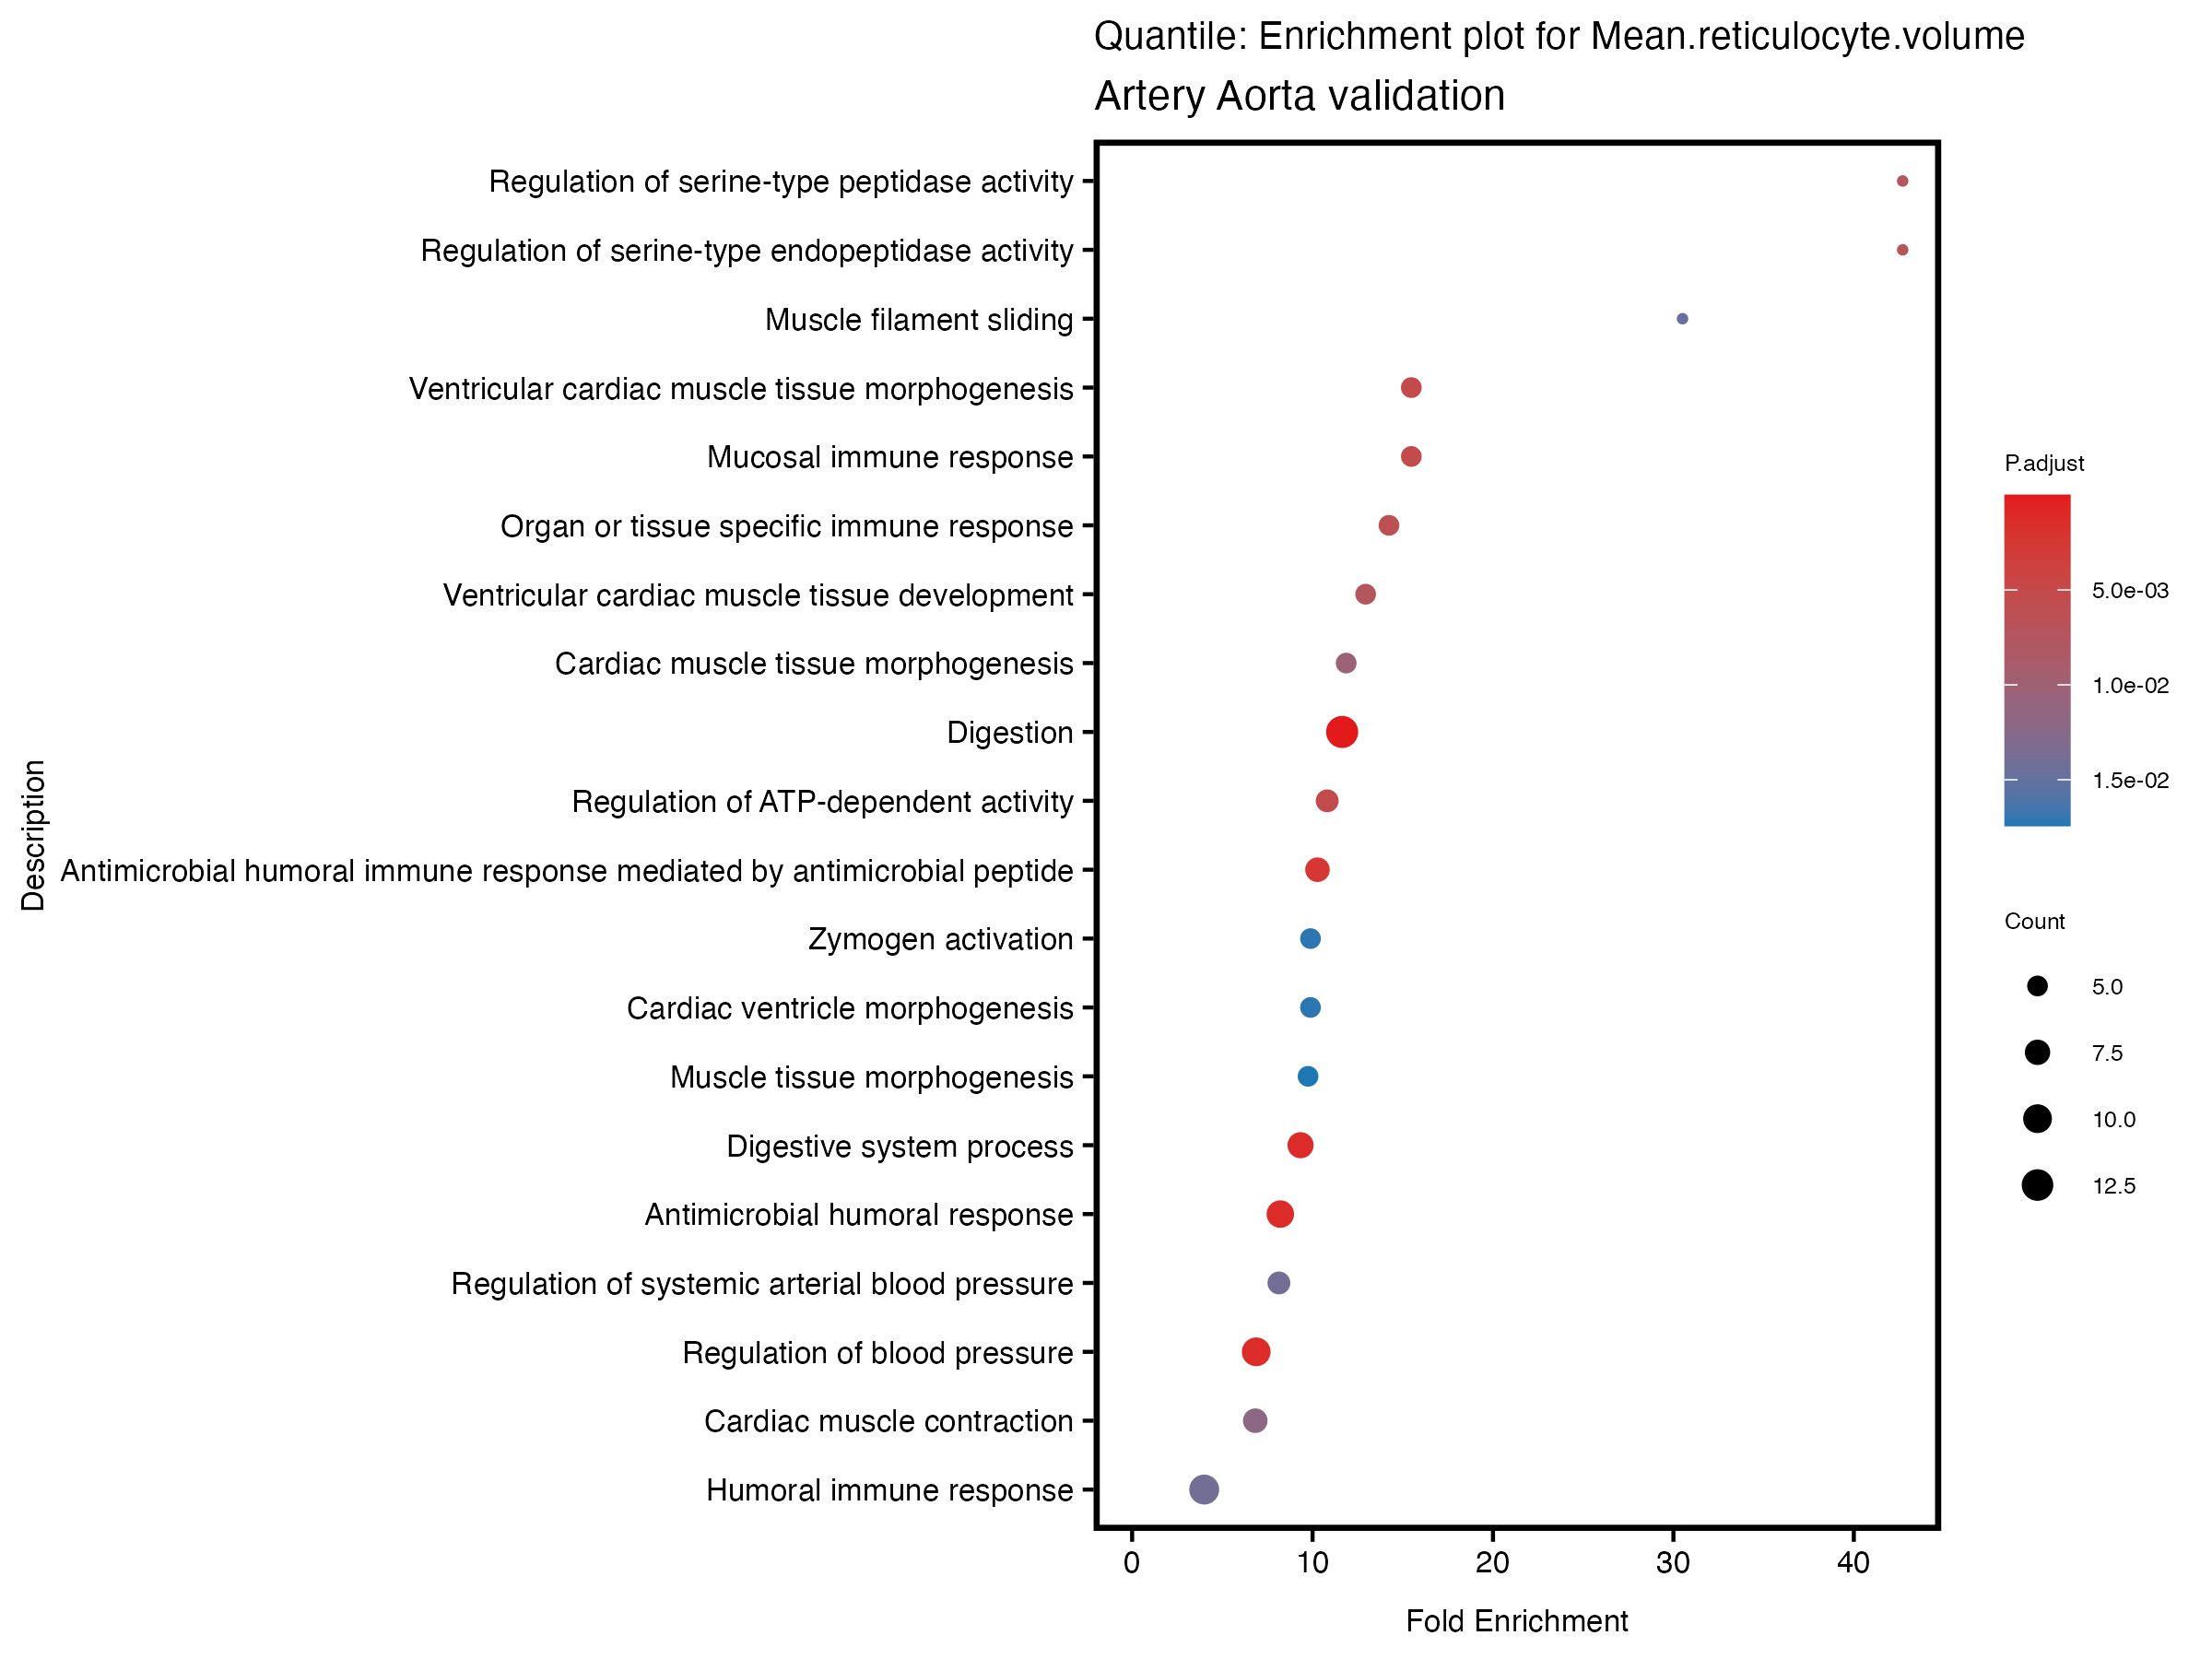 Quantile: Enrichment plot for Mean.reticulocyte.volume
Artery Aorta validation
Description
Regulation of serine-type peptidase activity
Regulation of serine-type endopeptidase activity
Muscle filament sliding
Ventricular cardiac muscle tissue morphogenesis
Mucosal immune response
Organ or tissue specific immune response
Ventricular cardiac muscle tissue development
Cardiac muscle tissue morphogenesis
Digestion
Regulation of ATP-dependent activity
Antimicrobial humoral immune response mediated by antimicrobial peptide
Zymogen activation
Cardiac ventricle morphogenesis
Muscle tissue morphogenesis
Digestive system process
Antimicrobial humoral response
Regulation of systemic arterial blood pressure
Regulation of blood pressure
Cardiac muscle contraction
Humoral immune response
0 10 20 30 40
Fold Enrichment
P.adjust
5.0e-03
1.0e-02
1.5e-02
Count
5.0
7.5
10.0
12.5